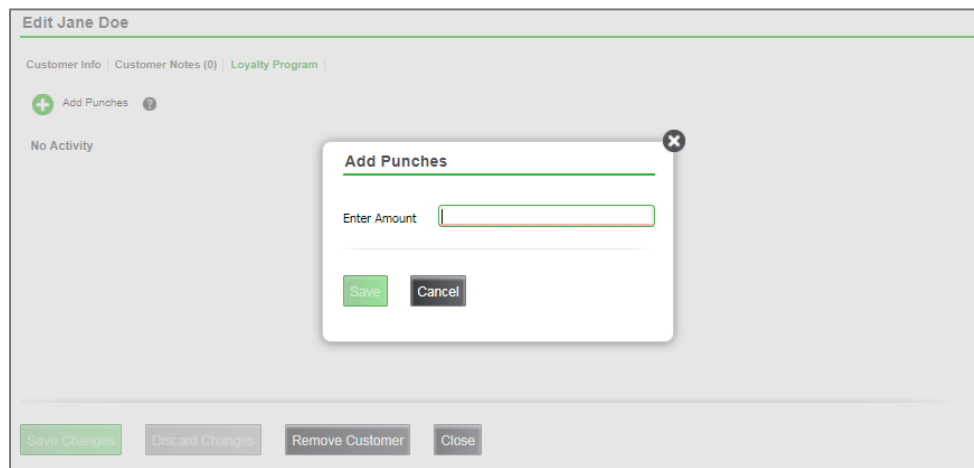 Edit Jane Doe
Customer Info | Customer Notes (0) | Loyalty Program |
Add Punches ?
No Activity
Add Punches
Enter Amount
Save Cancel
Save Changes Discard Changes Remove Customer Close